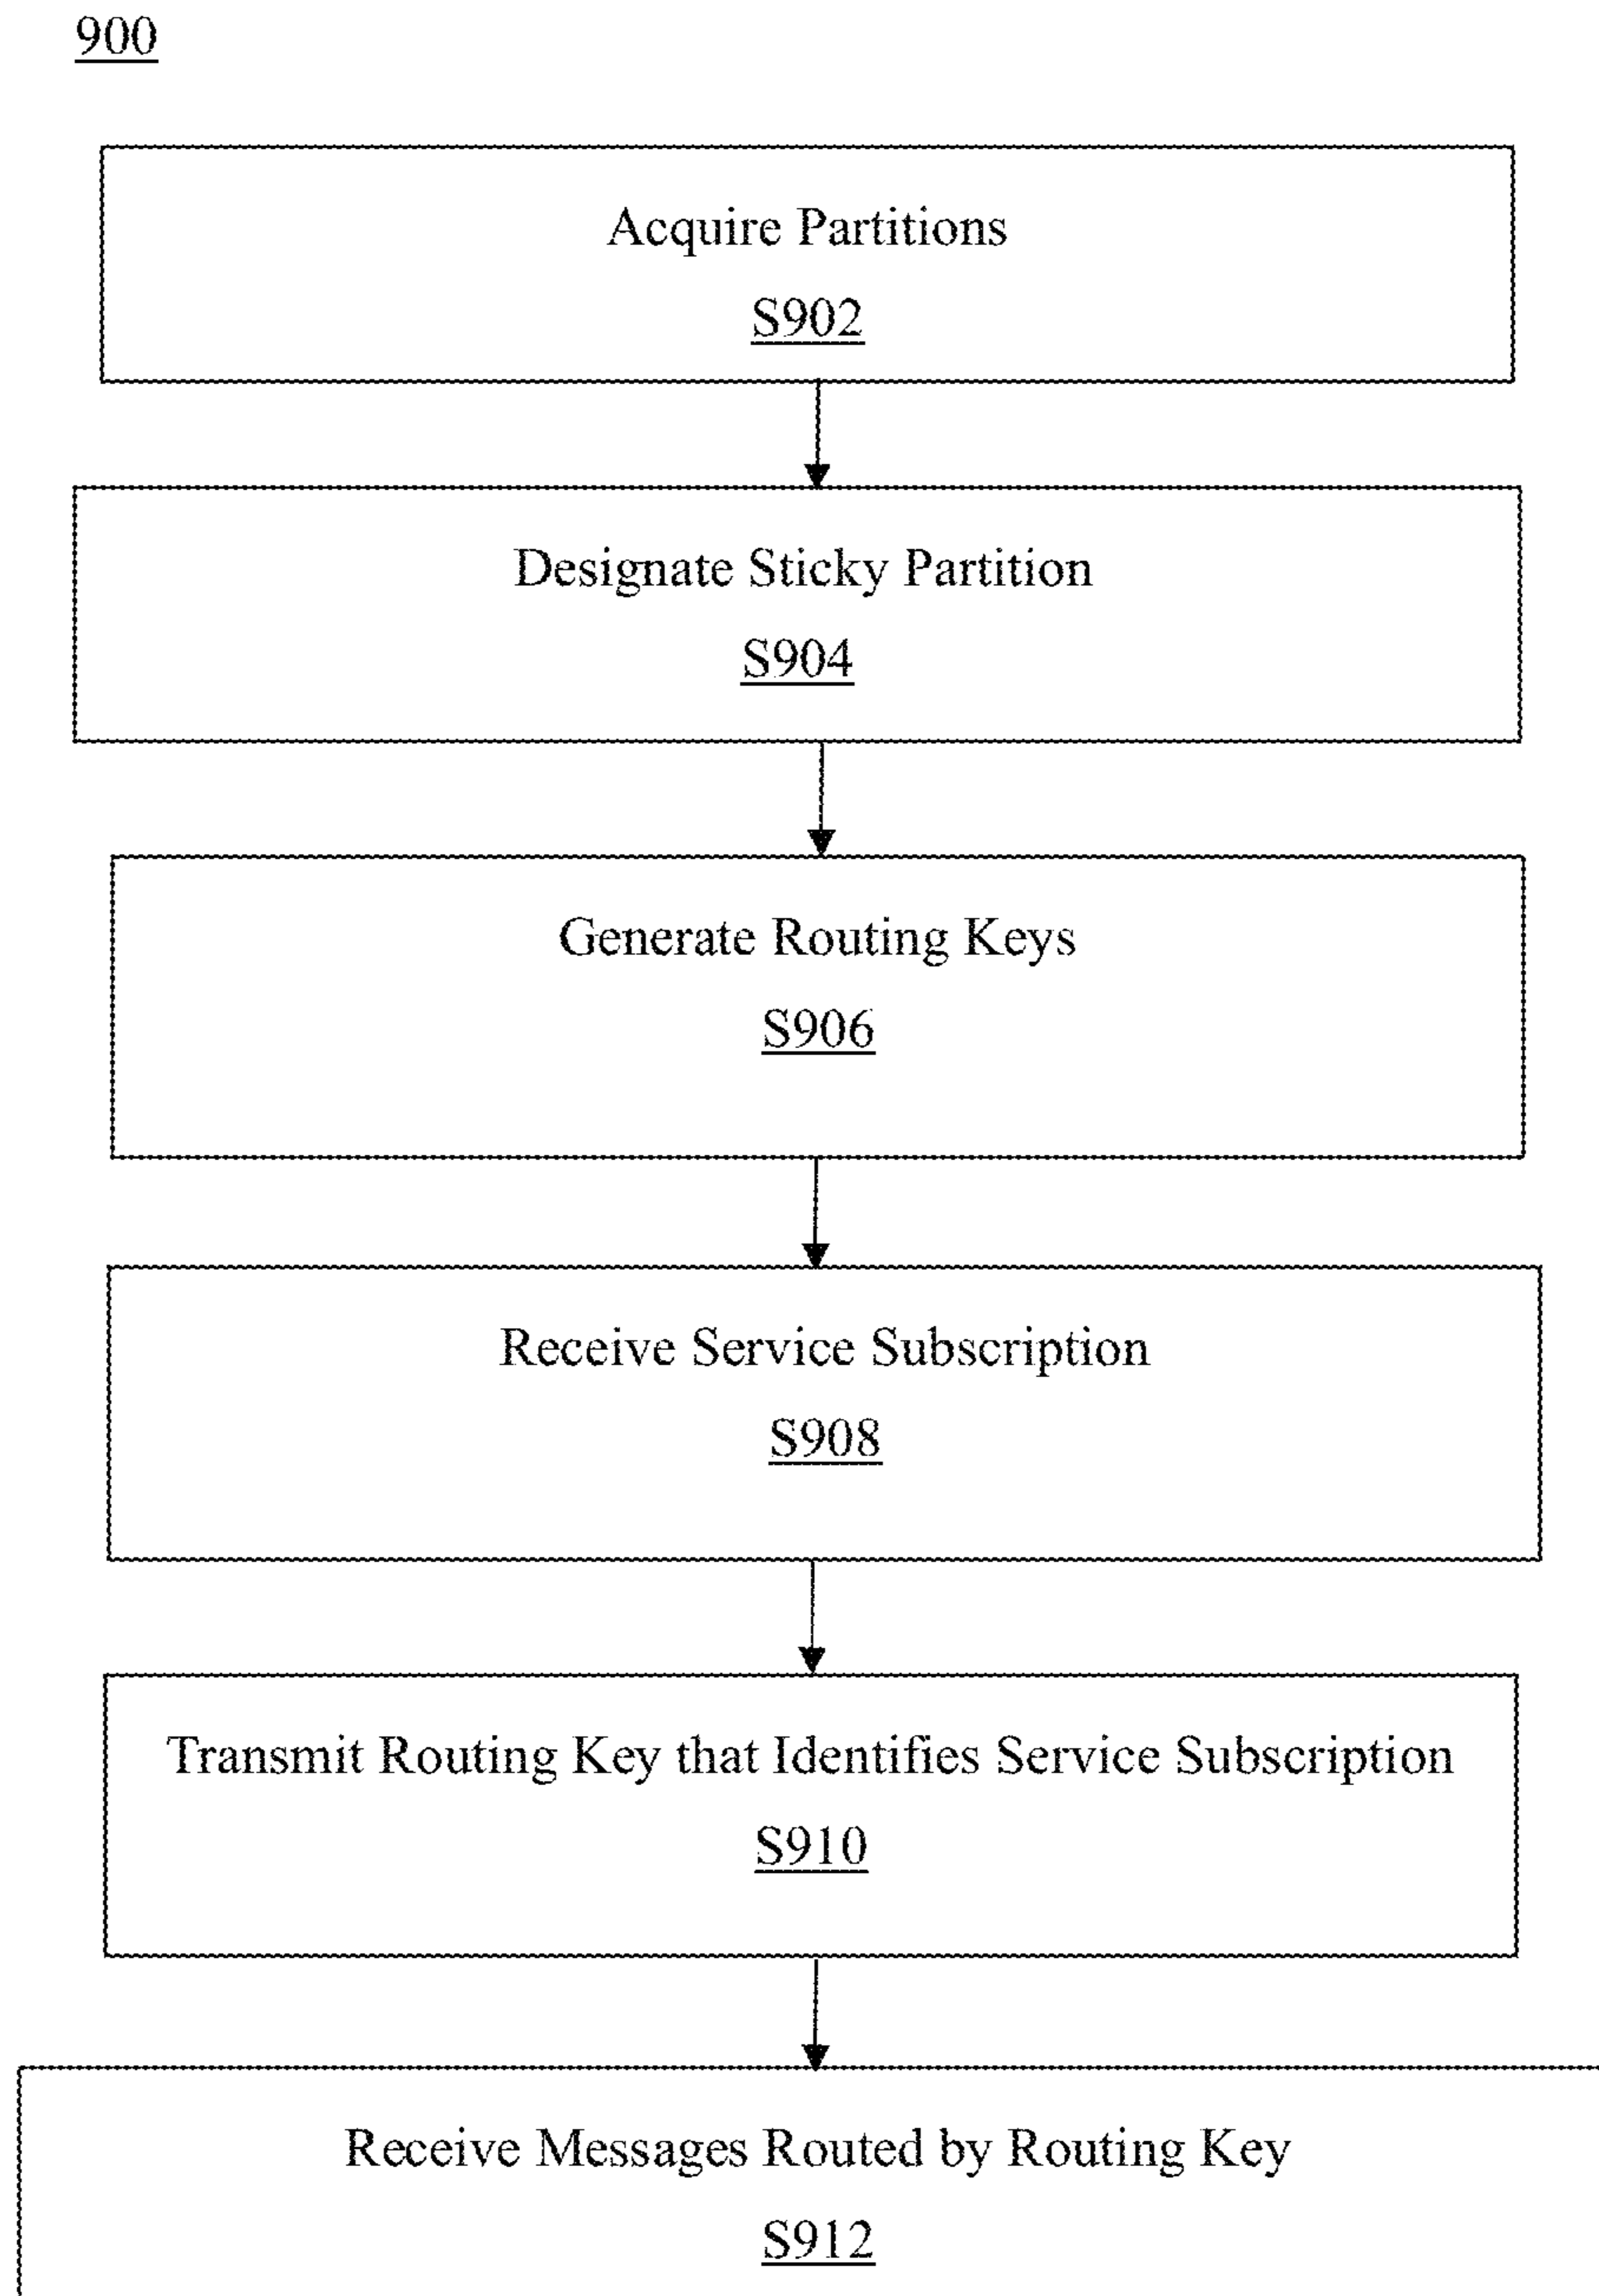 900
Acquire Partitions
S902
Designate Sticky Partition
S904
Generate Routing Keys
S906
Receive Service Subscription
S908
Transmit Routing Key that Identifies Service Subscription
S910
Receive Messages Routed by Routing Key
S912